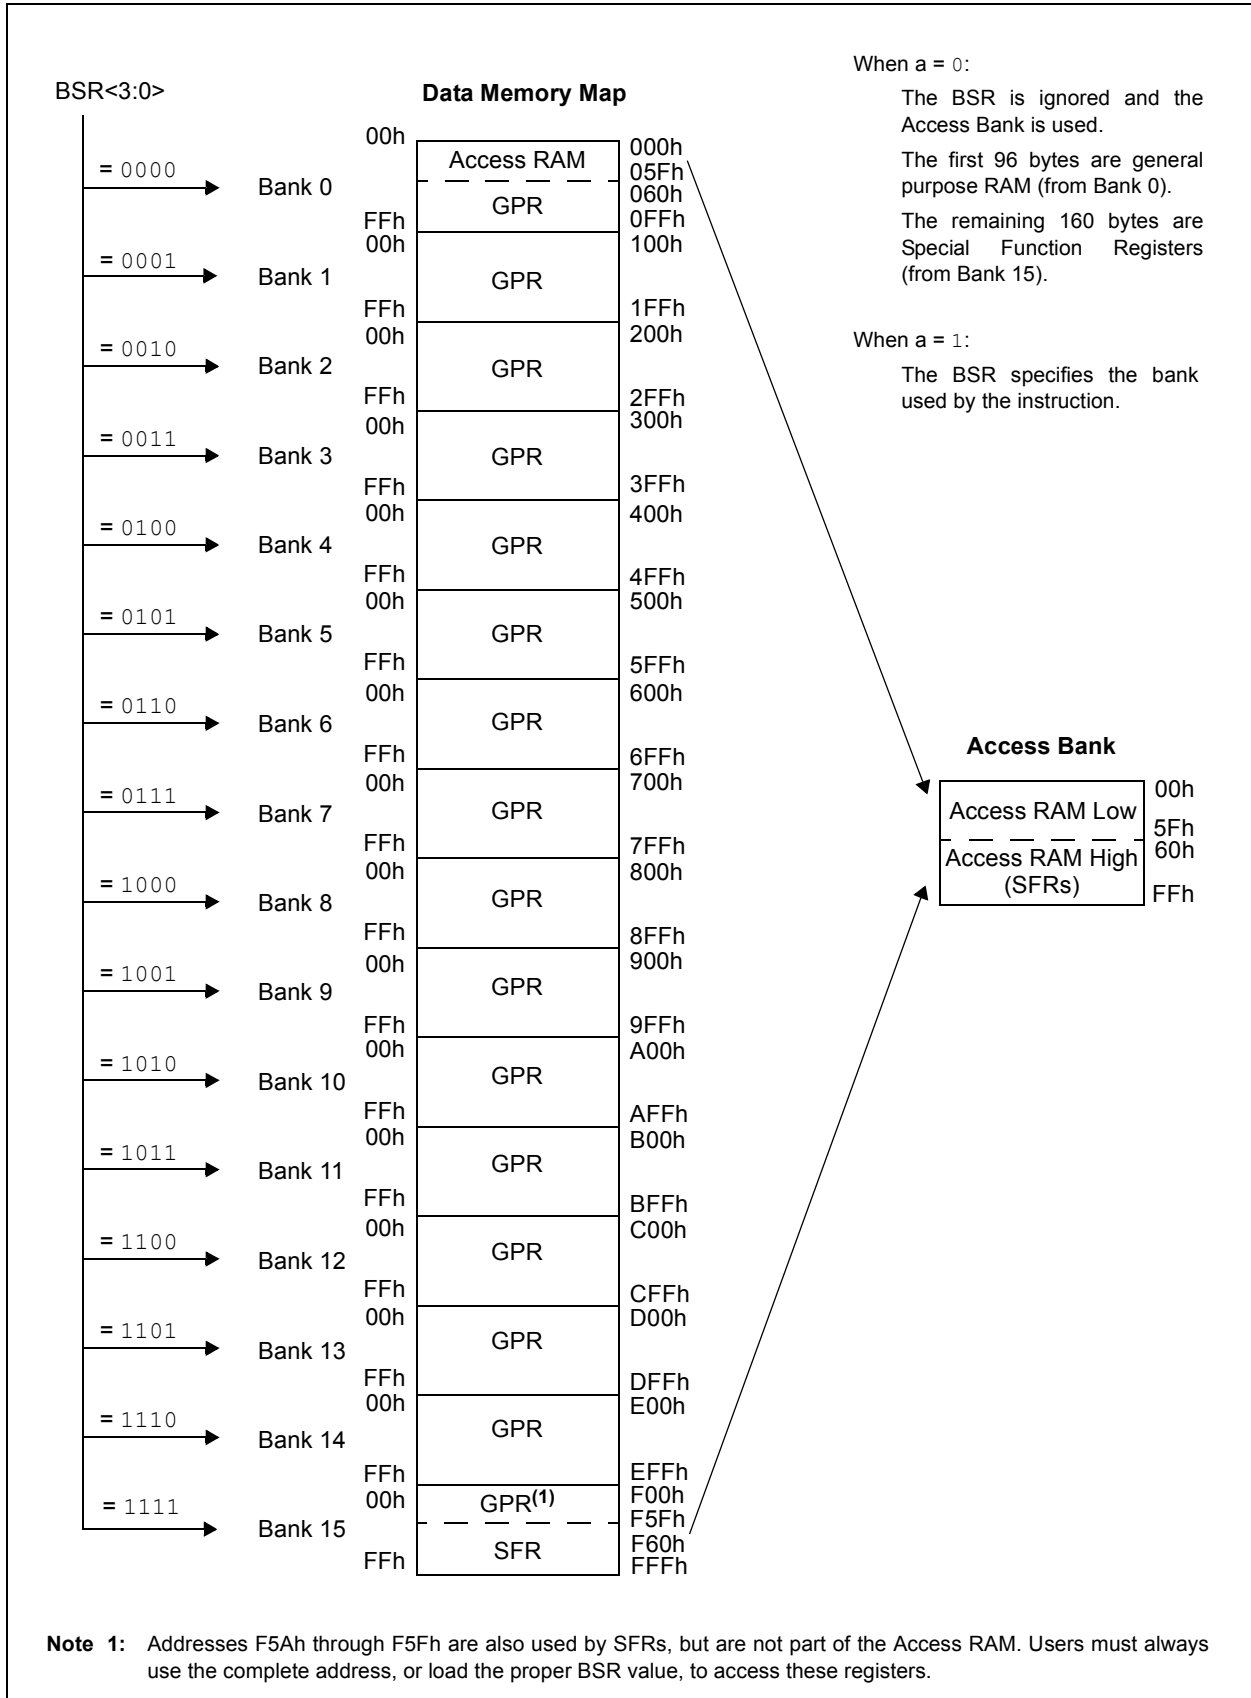 BSR<3:0>
Data Memory Map
When a = 0:
The BSR is ignored and the
Access Bank is used.
The first 96 bytes are general
purpose RAM (from Bank 0).
The remaining 160 bytes are
Special Function Registers
(from Bank 15).
When a = 1:
The BSR specifies the bank
used by the instruction.
= 0000
Bank 0
00h
FFh
Access RAM
GPR
000h
05Fh
060h
0FFh
= 0001
Bank 1
00h
FFh
GPR
100h
1FFh
= 0010
Bank 2
00h
FFh
GPR
200h
2FFh
= 0011
Bank 3
00h
FFh
GPR
300h
3FFh
= 0100
Bank 4
00h
FFh
GPR
400h
4FFh
= 0101
Bank 5
00h
FFh
GPR
500h
5FFh
= 0110
Bank 6
00h
FFh
GPR
600h
6FFh
= 0111
Bank 7
00h
FFh
GPR
700h
7FFh
= 1000
Bank 8
00h
FFh
GPR
800h
8FFh
= 1001
Bank 9
00h
FFh
GPR
900h
9FFh
= 1010
Bank 10
00h
FFh
GPR
A00h
AFFh
= 1011
Bank 11
00h
FFh
GPR
B00h
BFFh
= 1100
Bank 12
00h
FFh
GPR
C00h
CFFh
= 1101
Bank 13
00h
FFh
GPR
D00h
DFFh
= 1110
Bank 14
00h
FFh
GPR
E00h
EFFh
= 1111
Bank 15
00h
FFh
GPR(1)
SFR
F00h
F5Fh
F60h
FFFh
Access Bank
Access RAM Low
Access RAM High
(SFRs)
00h
5Fh
60h
FFh
Note 1: Addresses F5Ah through F5Fh are also used by SFRs, but are not part of the Access RAM. Users must always
use the complete address, or load the proper BSR value, to access these registers.